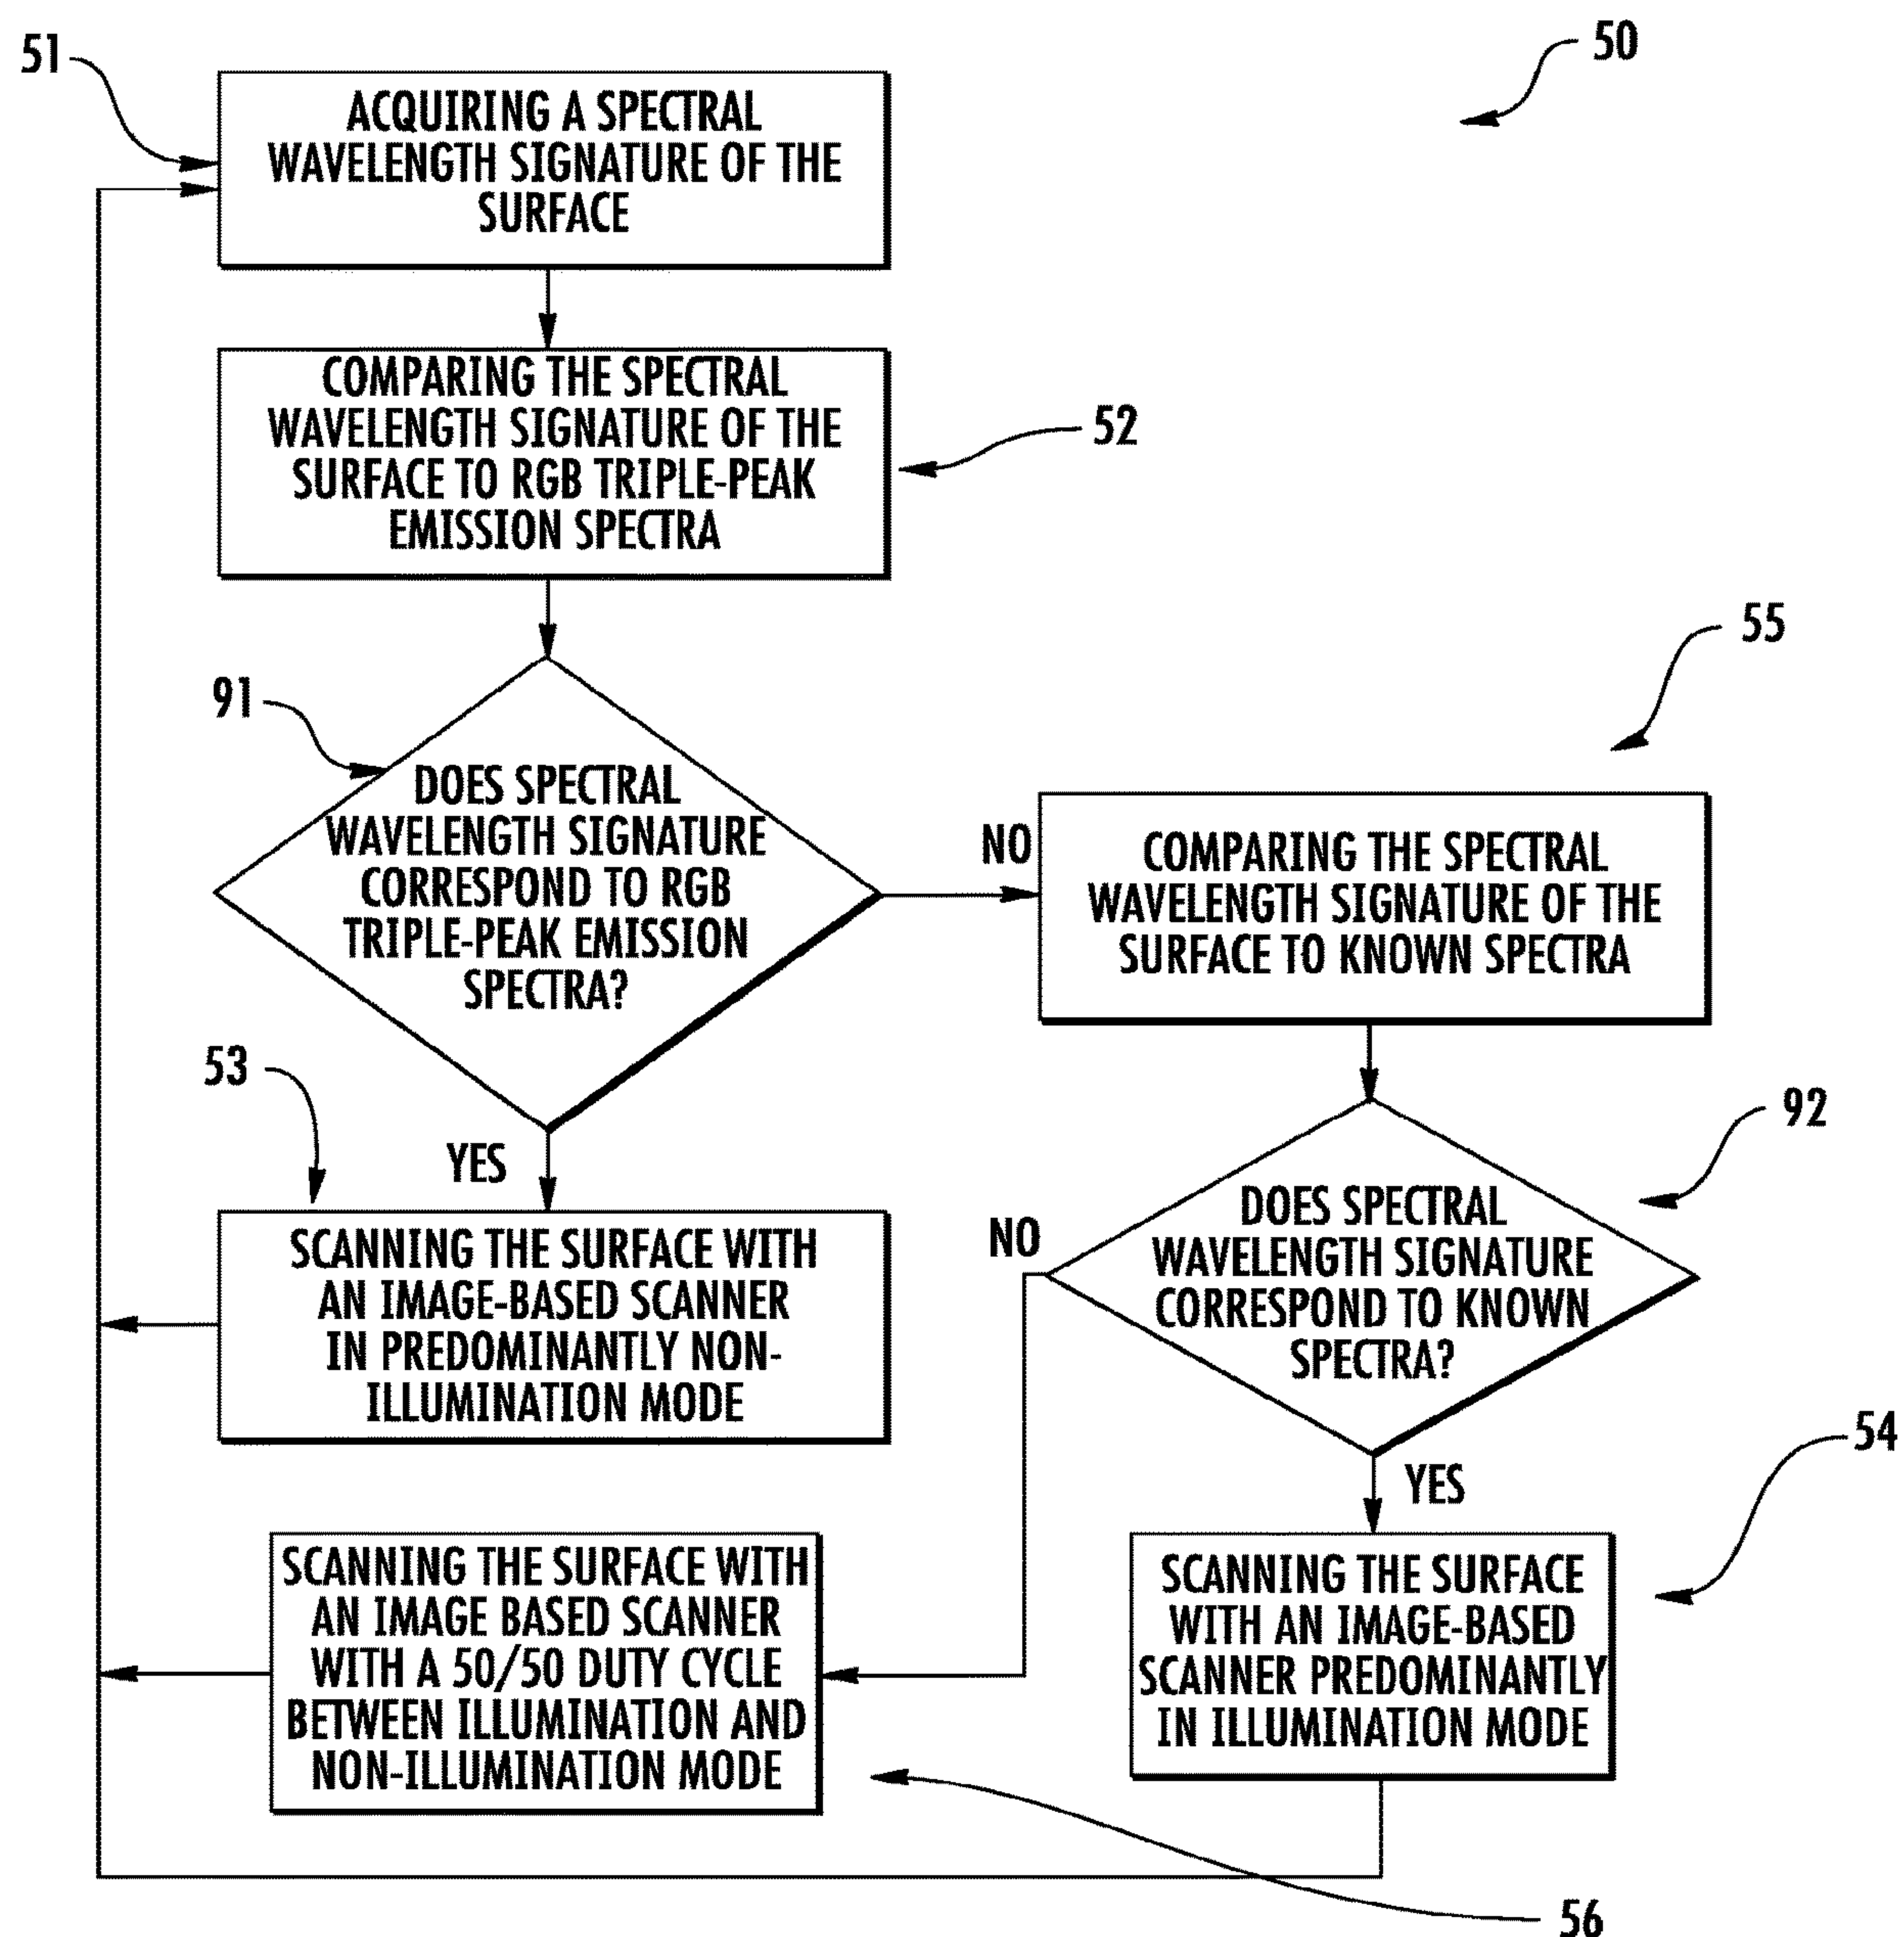 51
50
ACQUIRING A SPECTRAL
WAVELENGTH SIGNATURE OF THE
SURFACE
COMPARING THE SPECTRAL
WAVELENGTH SIGNATURE OF THE
SURFACE TO RGB TRIPLE-PEAK
EMISSION SPECTRA
52
55
91
DOES SPECTRAL
WAVELENGTH SIGNATURE
CORRESPOND TO RGB
TRIPLE-PEAK EMISSION
SPECTRA?
NO
COMPARING THE SPECTRAL
WAVELENGTH SIGNATURE OF THE
SURFACE TO KNOWN SPECTRA
53
YES
92
DOES SPECTRAL
WAVELENGTH SIGNATURE
CORRESPOND TO KNOWN
SPECTRA?
NO
SCANNING THE SURFACE WITH
AN IMAGE-BASED SCANNER
IN PREDOMINANTLY NON-
ILLUMINATION MODE
YES
54
SCANNING THE SURFACE WITH
AN IMAGE BASED SCANNER
WITH A 50/50 DUTY CYCLE
BETWEEN ILLUMINATION AND
NON-ILLUMINATION MODE
SCANNING THE SURFACE
WITH AN IMAGE-BASED
SCANNER PREDOMINANTLY
IN ILLUMINATION MODE
56